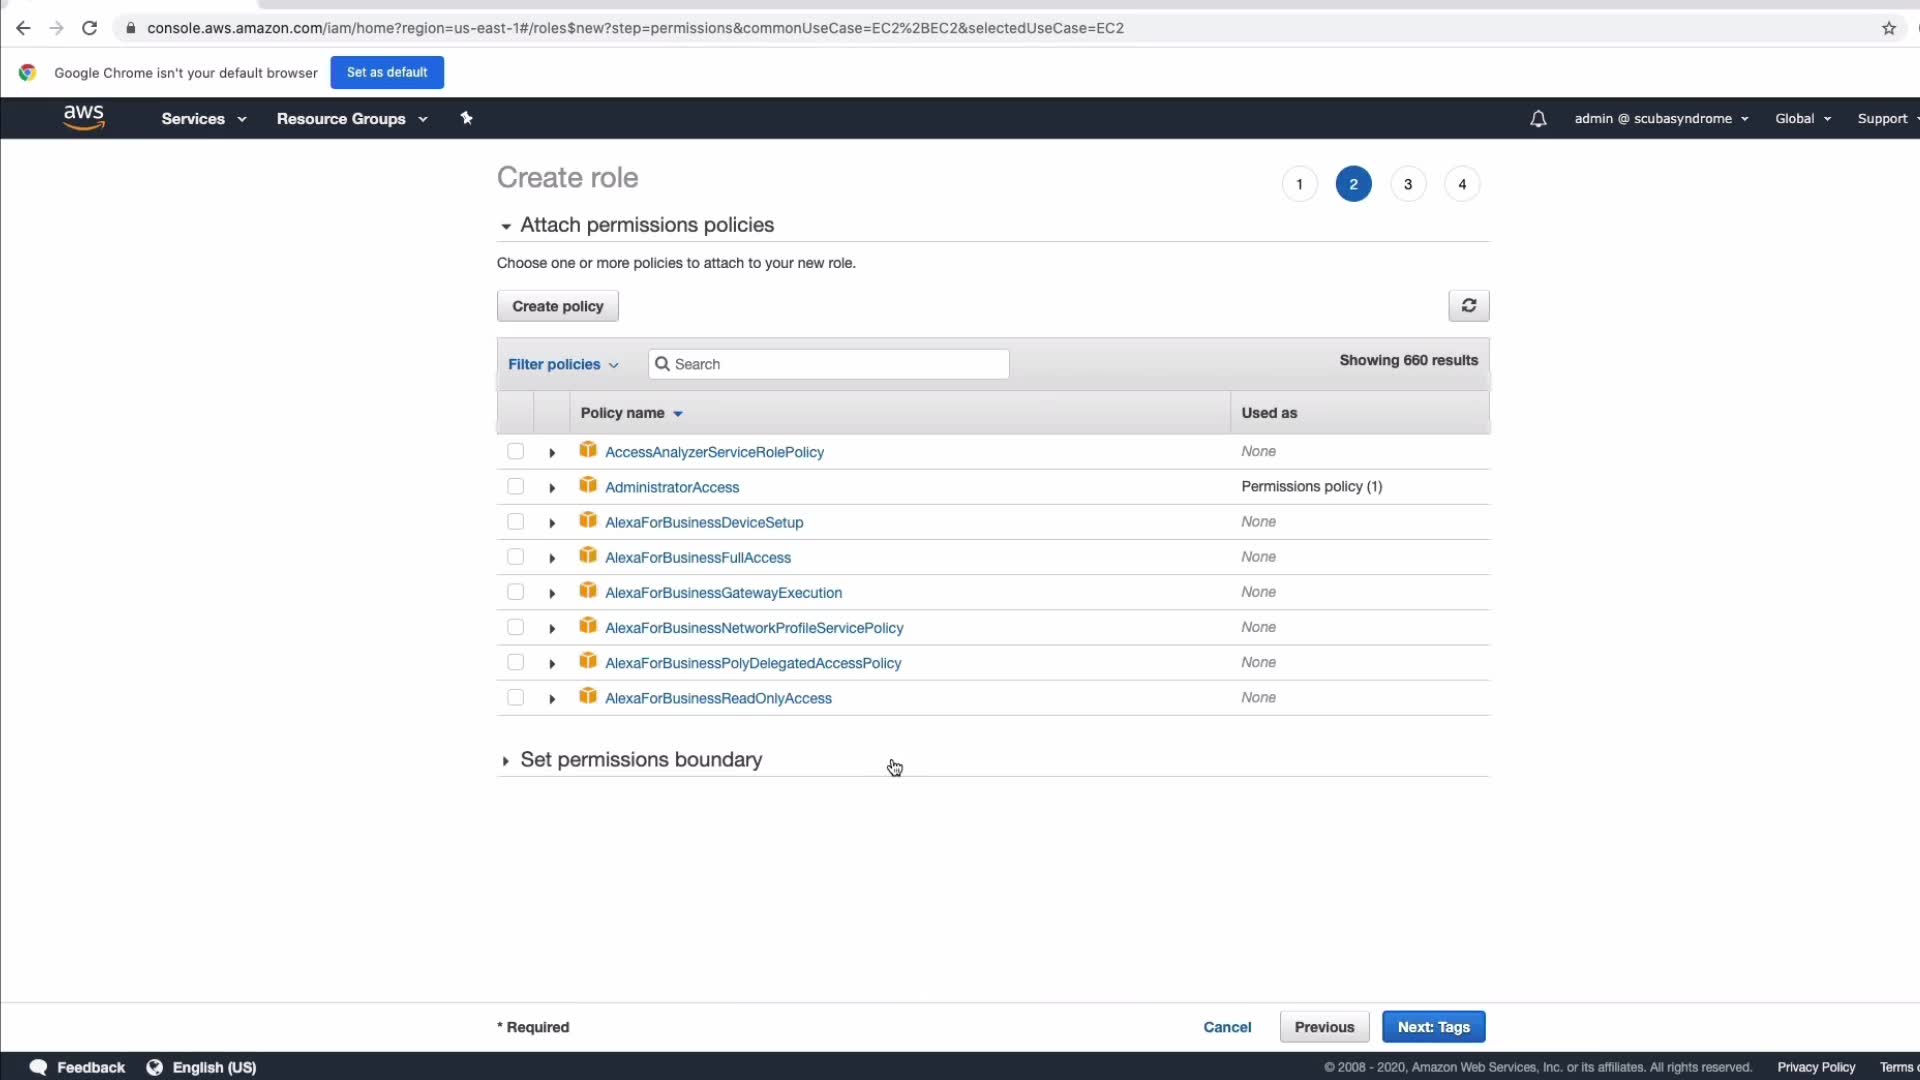 console.aws.amazon.com/iam/home?region=us-east-1#/roles$new?step=permissions&commonUseCase=EC2%2BEC2&selectedUseCase=EC2
Google Chrome isn't your default browser
Set as default
aws
Services
Resource Groups
admin @ scubasyndrome
Global
Support
Create role
1
2
3
4
Attach permissions policies
Choose one or more policies to attach to your new role.
Create policy
Filter policies
Search
Showing 660 results
Policy name
Used as
AccessAnalyzerServiceRolePolicy
None
AdministratorAccess
Permissions policy (1)
AlexaForBusinessDeviceSetup
None
AlexaForBusinessFullAccess
None
AlexaForBusinessGatewayExecution
None
AlexaForBusinessNetworkProfileServicePolicy
None
AlexaForBusinessPolyDelegatedAccessPolicy
None
AlexaForBusinessReadOnlyAccess
None
Set permissions boundary
* Required
Cancel
Previous
Next: Tags
Feedback
English (US)
© 2008 - 2020, Amazon Web Services, Inc. or its affiliates. All rights reserved.
Privacy Policy
Terms